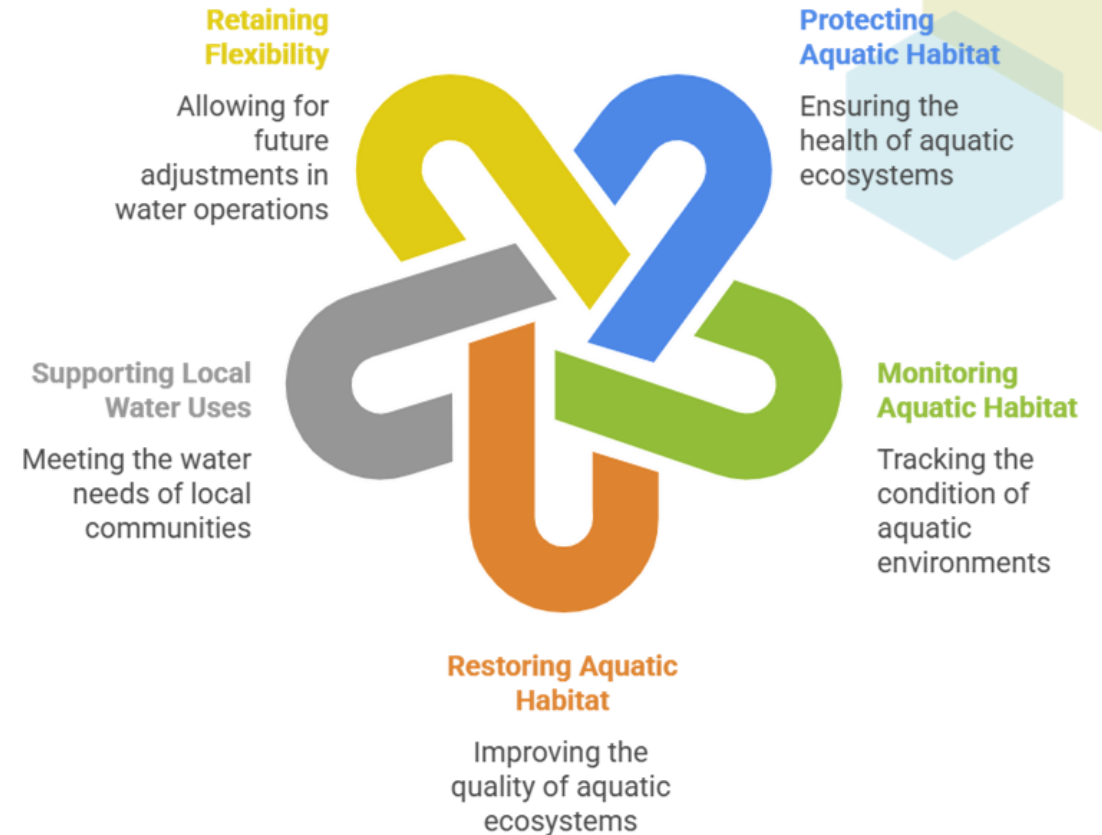 Retaining
Flexibility
Allowing for
future
adjustments in
water operations
Protecting
Aquatic Habitat
Ensuring the
health of aquatic
ecosystems
Supporting Local
Water Uses
Meeting the water
needs of local
communities
Monitoring
Aquatic Habitat
Tracking the
condition of
aquatic
environments
Restoring Aquatic
Habitat
Improving the
quality of aquatic
ecosystems